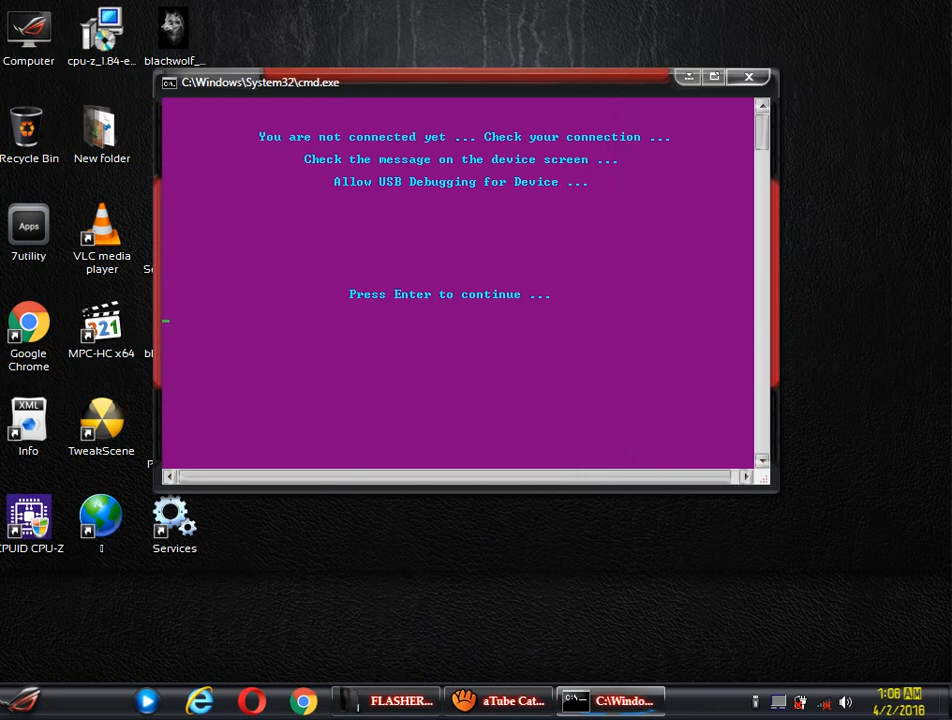 Computer
cpu-z_1.84-e...
blackwolf_...
C:\Windows\System32\cmd.exe
You are not connected yet ... Check your connection ...
Check the message on the device screen ...
Allow USB Debugging for Device ...
Press Enter to continue ...
Recycle Bin
New folder
Apps
7utility
VLC media
player
321
Google
Chrome
MPC-HC x64
XML
Info
TweakScene
CPUID CPU-Z
Services
FLASHER...
aTube Cat...
C:\Windo...
1:08 AM
4/2/2018